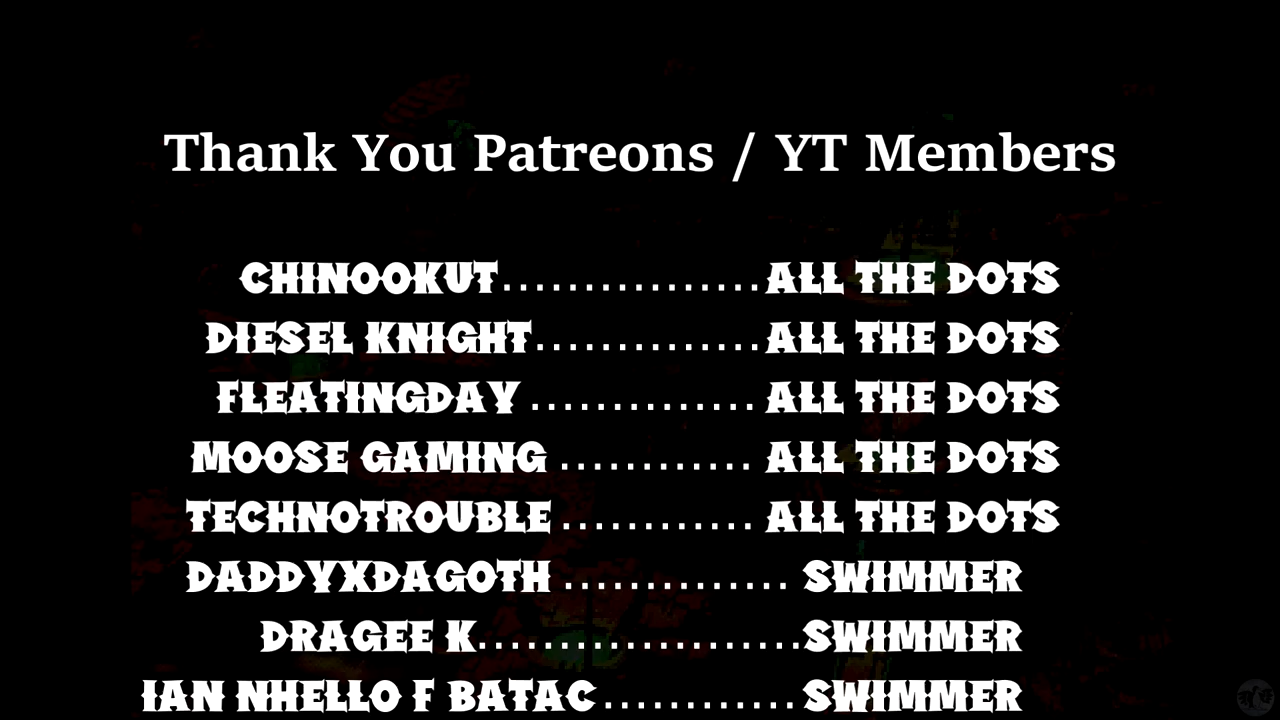 Thank You Patreons / YT Members
CHINOOKUT................ALL THE DOTS
DIESEL KNIGHT..............ALL THE DOTS
FLEATINGDAY .............. ALL THE DOTS
MOOSE GAMING ............ ALL THE DOTS
TECHNOTROUBLE ............ ALL THE DOTS
DADDYXDAGOTH .............. SWIMMER
DRAGEE K....................SWIMMER
IAN NHELLO F BATAC............SWIMMER